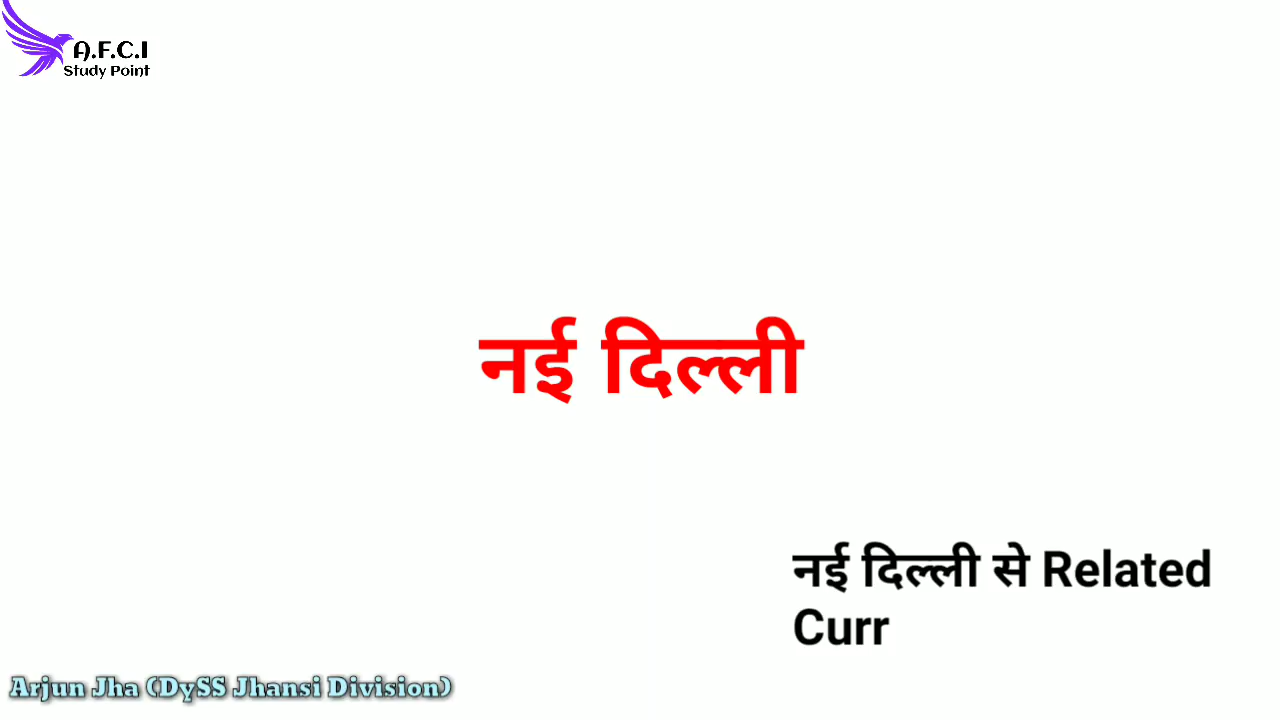 A.F.C.I
Study Point
नई दिल्ली
नई दिल्ली से Related
Curr
Arjun Jha (DySS Jhansi Division)